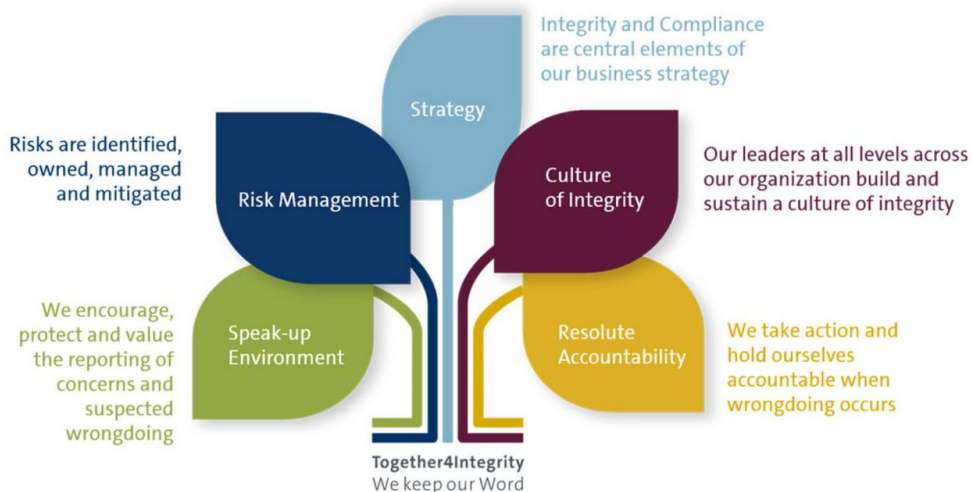 Integrity and Compliance
are central elements of
our business strategy
Strategy
Risks are identified,
owned, managed
and mitigated
Risk Management
Culture
of Integrity
Our leaders at all levels across
our organization build and
sustain a culture of integrity
We encourage,
protect and value
the reporting of
concerns and
suspected
wrongdoing
Speak-up
Environment
Resolute
Accountability
We take action and
hold ourselves
accountable when
wrongdoing occurs
Together4Integrity
We keep our Word